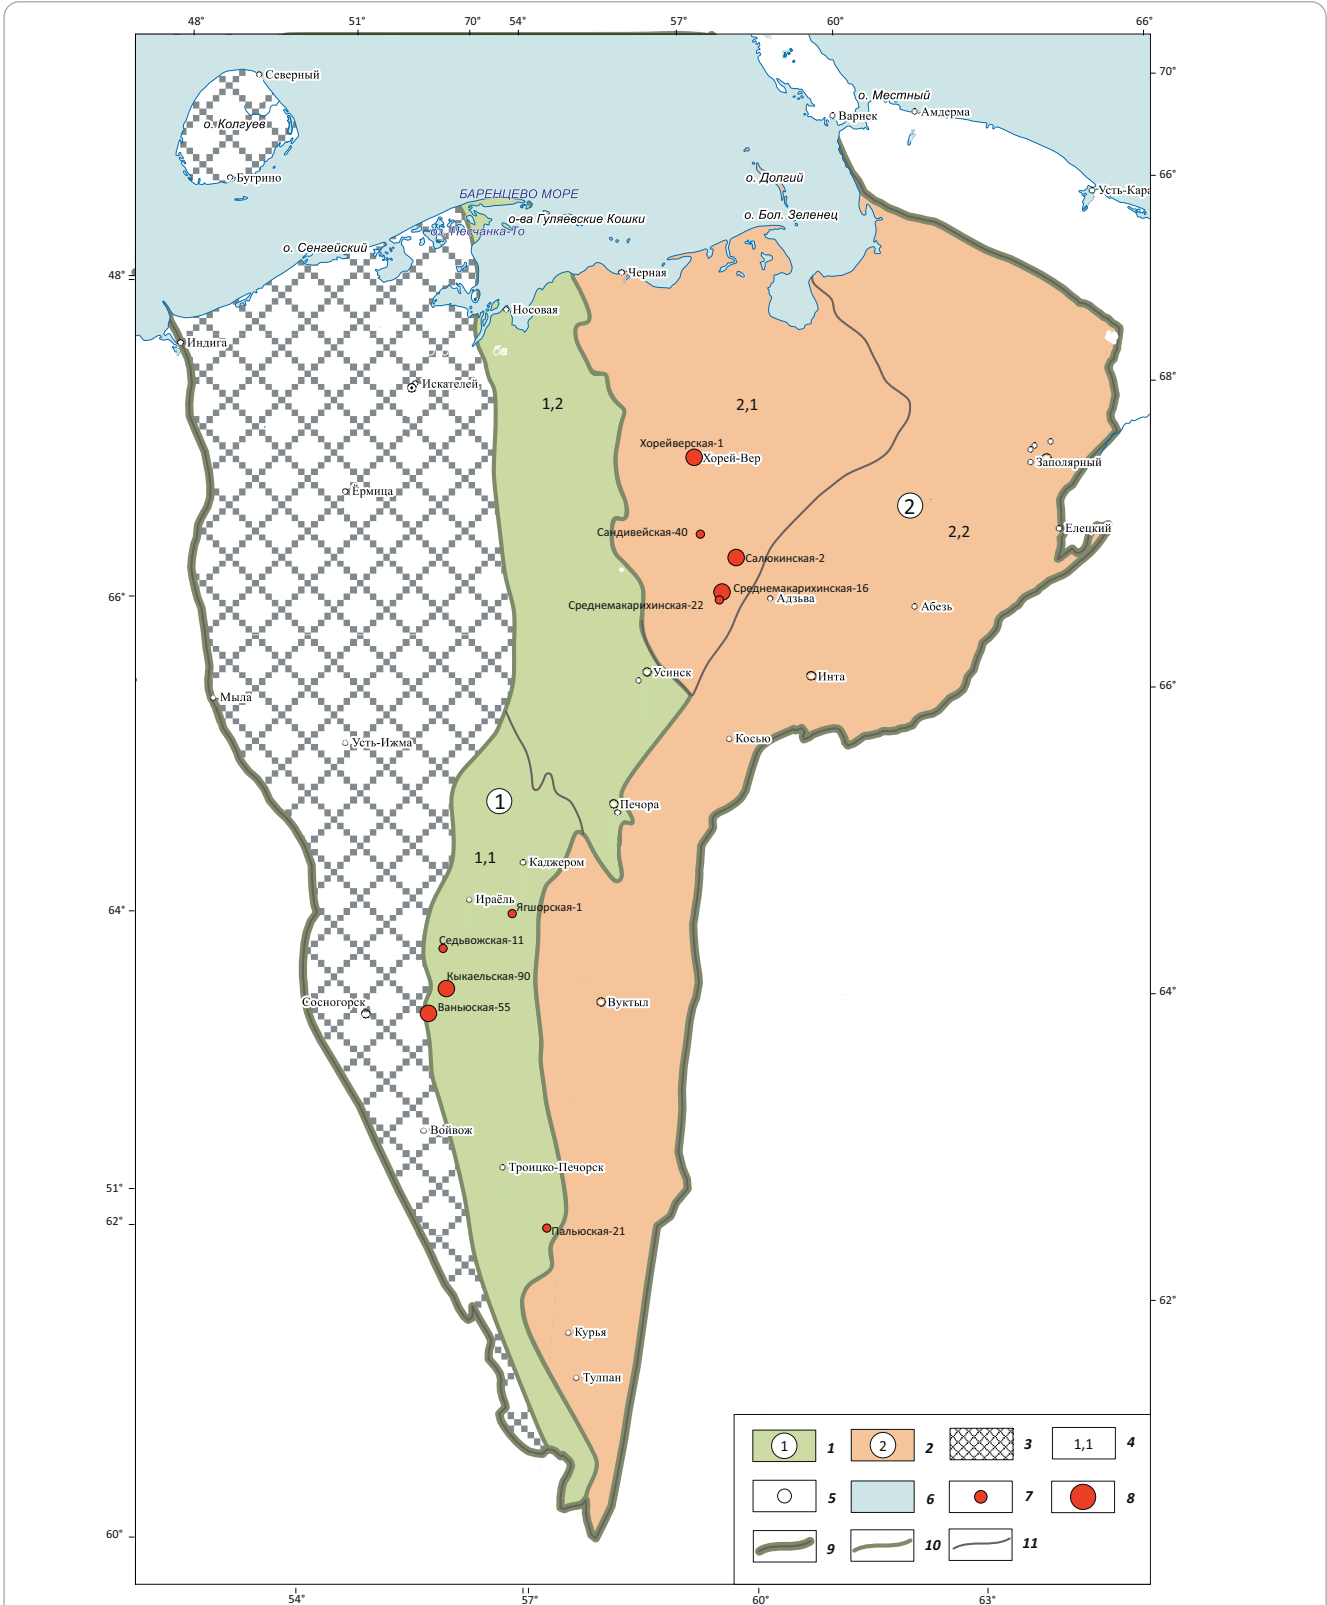 48° 51° 70° 54° 57° 60° 66°
Северный
70°
о. Местный
Амдерма
Варнек
о. Колгуев
66°
Бугрино
о. Долгий
Усть-Кара
БАРЕНЦЕВО МОРЕ
о-ва Гуляевские Кошки
о. Бол. Зеленец
оз. Песчанка-То
о. Сенгейский
48°
Черная
Носовая
Индига
68°
Искателей
1,2
2,1
Хорейверская-1
Хорей-Вер
Заполярный
Ёрмица
2
Елецкий
Сандивейская-40
2,2
Салюкинская-2
Среднемакарихинская-16
66°
Адзьва
Среднемакарихинская-22
Абезь
Усинск
Инта
66°
Мыла
Косью
Усть-Ижма
1
Печора
1,1
Каджером
Ираёль
Ягшорская-1
64°
Седьвожская-11
Кыкаельская-90
64°
Сосногорск
Вуктыл
Ваньюская-55
Войвож
Троицко-Печорск
51°
62°
Пальюская-21
62°
Курья
Тулпан
1 1 2 2 3 1,1 4
5 6 7 8
60°
9 10 11
54° 57° 60° 63°